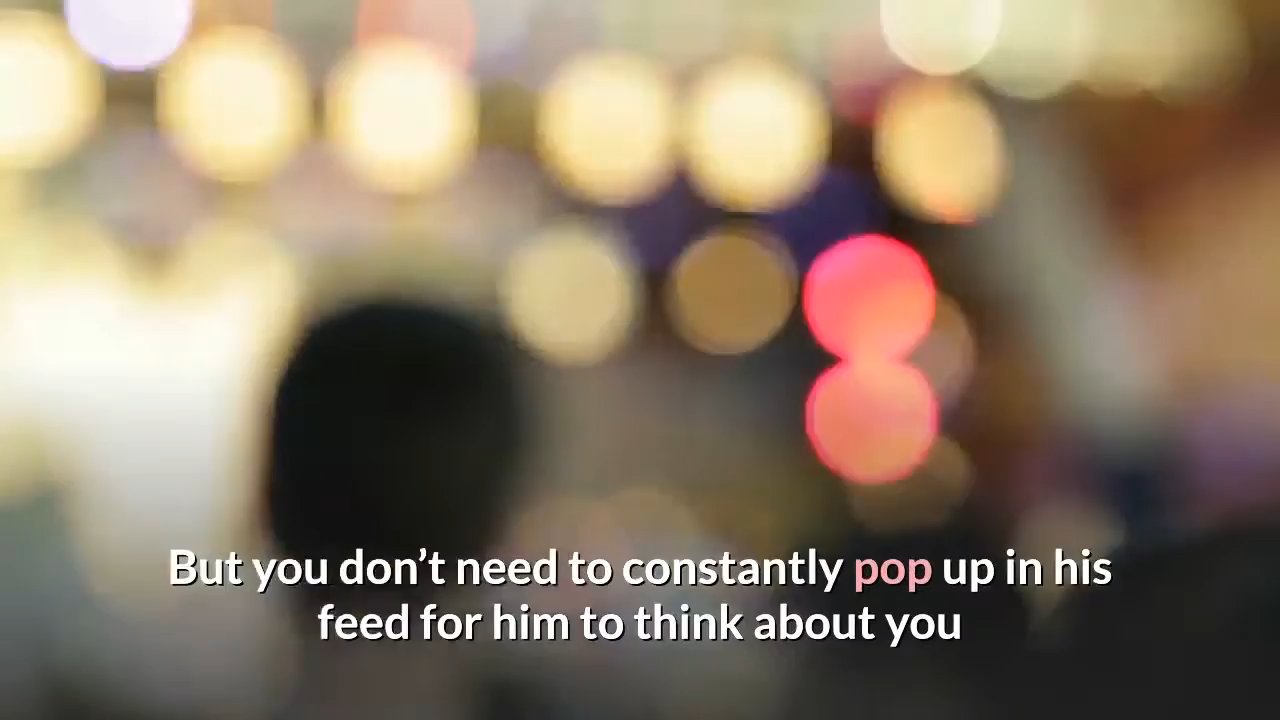 But you don’t need to constantly pop up in his
feed for him to think about you